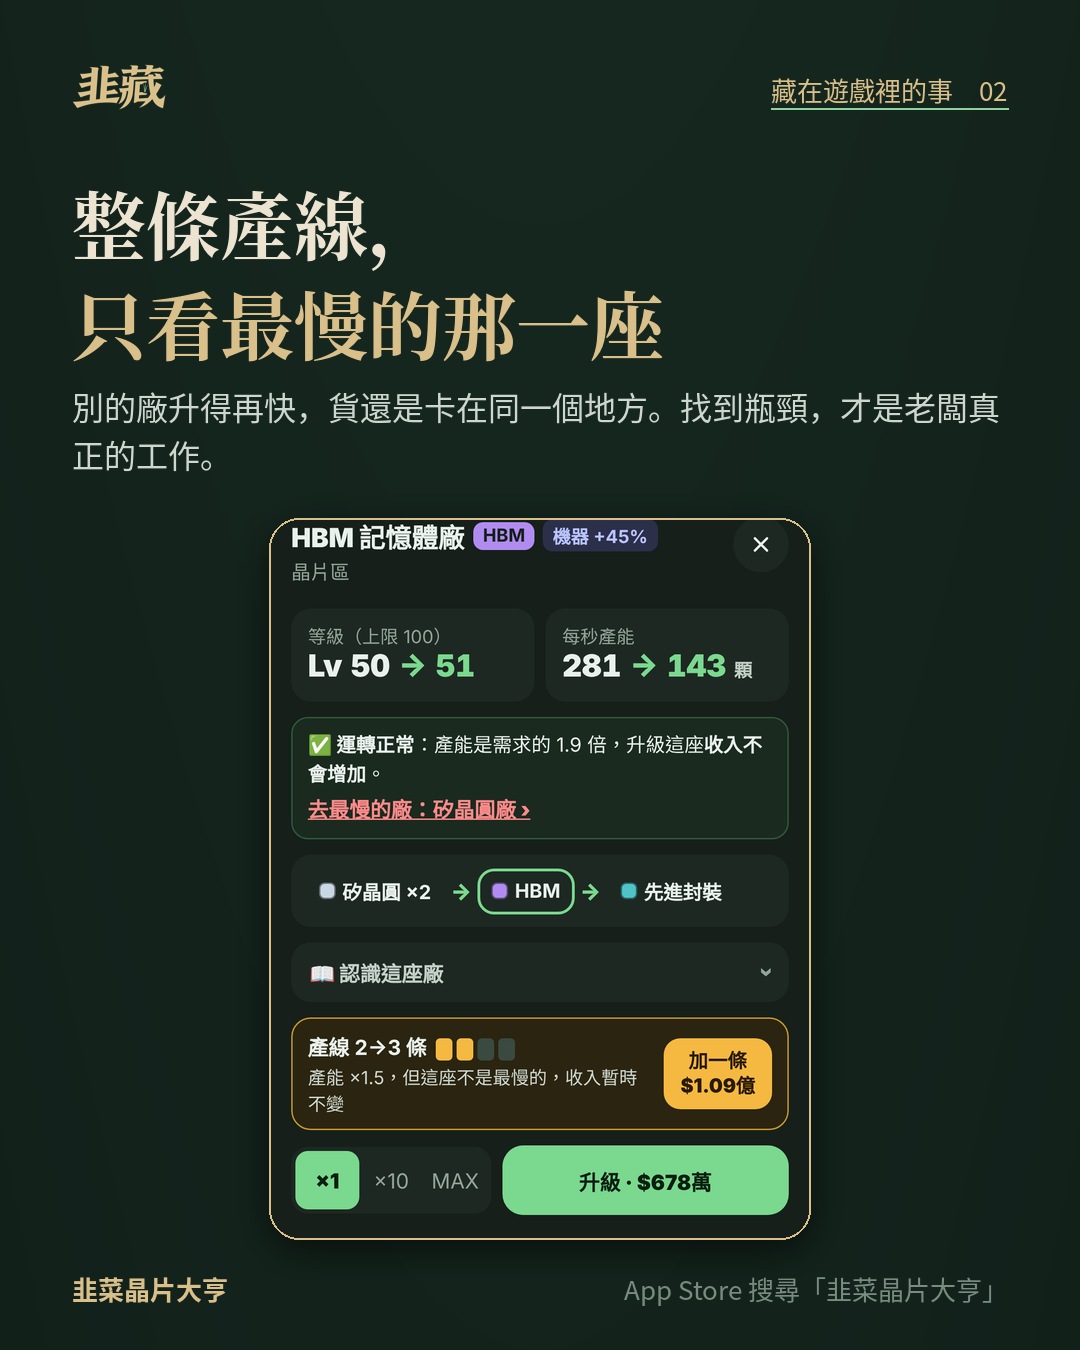 韭藏
藏在遊戲裡的事 02
整條產線,
只看最慢的那一座
別的廠升得再快，貨還是卡在同一個地方。找到瓶頸，才是老闆真
正的工作。
HBM 記憶體廠 HBM 機器 +45%
晶片區
等級（上限 100）
Lv 50 → 51
每秒產能
281 → 143 顆
✅ 運轉正常：產能是需求的 1.9 倍，升級這座收入不
會增加。
去最慢的廠：矽晶圓廠 ›
矽晶圓 ×2 → HBM → 先進封裝
📖 認識這座廠
產線 2→3 條
產能 ×1.5，但這座不是最慢的，收入暫時
不變
加一條
$1.09億
×1 ×10 MAX
升級 · $678萬
韭菜晶片大亨
App Store 搜尋「韭菜晶片大亨」